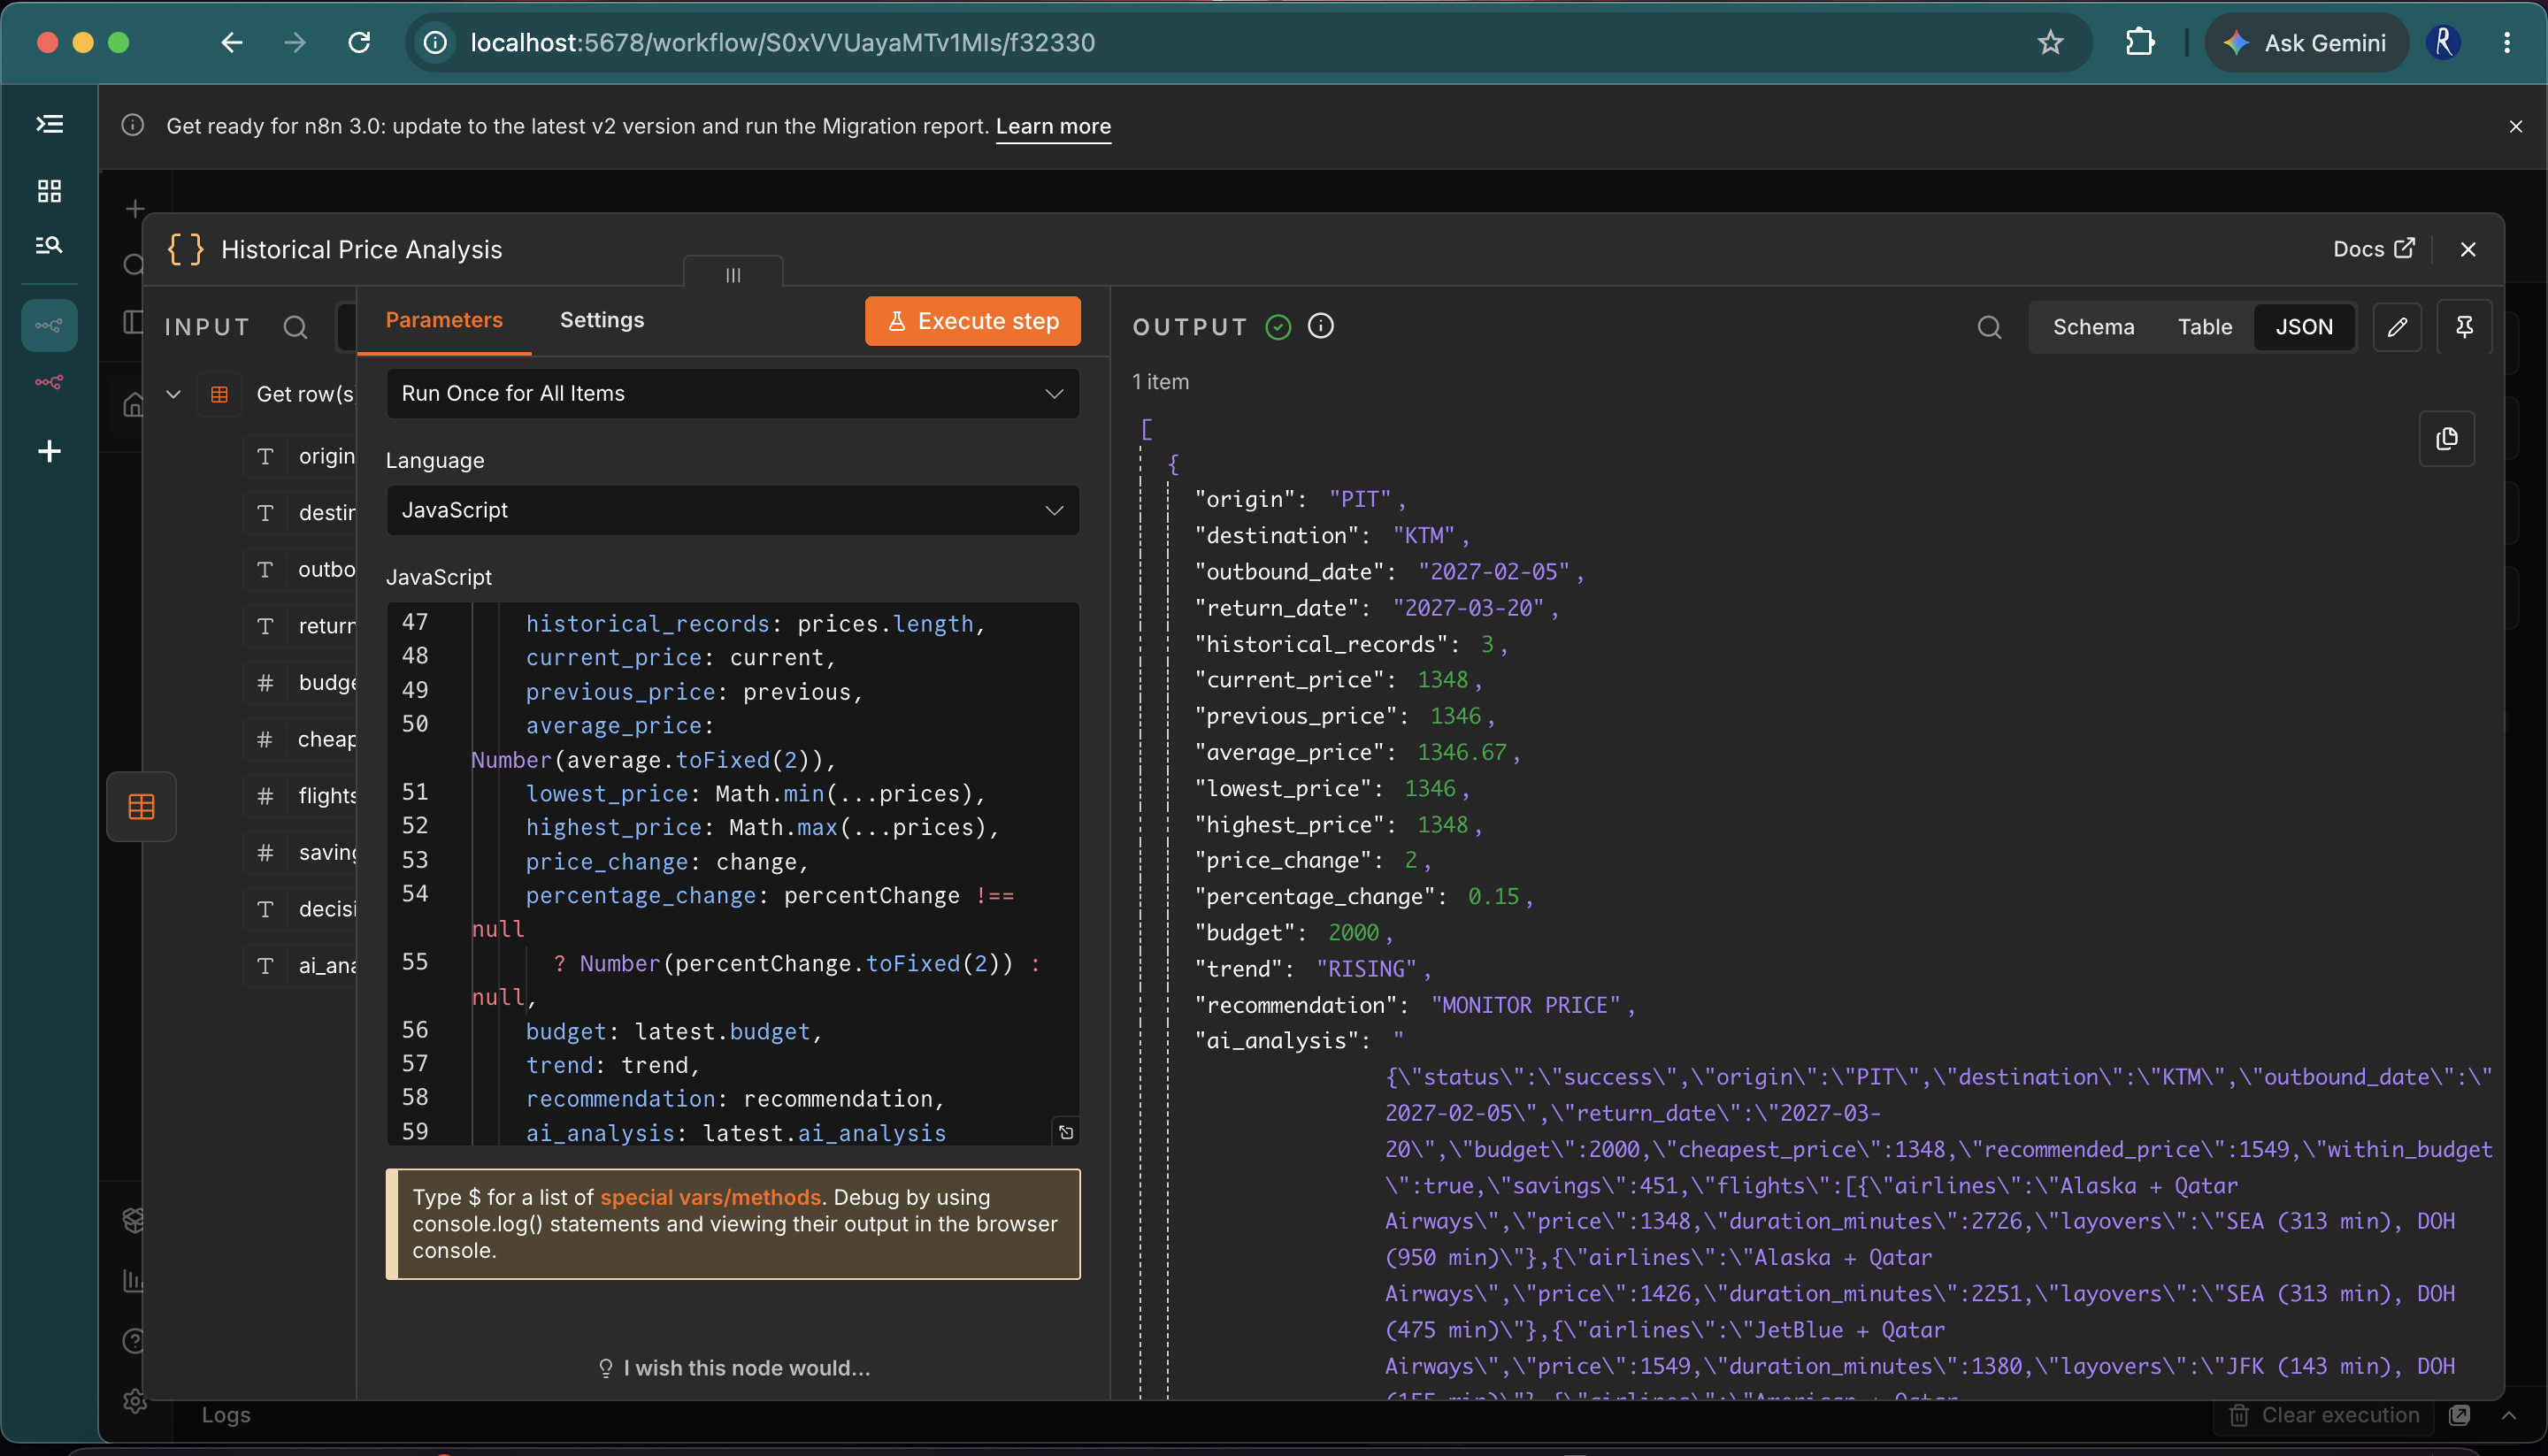 localhost:5678/workflow/S0xVVUayaMTv1MIs/f32330
Ask Gemini
Get ready for n8n 3.0: update to the latest v2 version and run the Migration report. Learn more
{ } Historical Price Analysis
Docs
INPUT
Parameters
Settings
Execute step
OUTPUT
Schema
Table
JSON
Get row(s
origin
destin
outbo
return
budge
cheap
flights
saving
decisi
ai_ana
Run Once for All Items
Language
JavaScript
JavaScript
47 historical_records: prices.length,
48 current_price: current,
49 previous_price: previous,
50 average_price:
Number(average.toFixed(2)),
51 lowest_price: Math.min(...prices),
52 highest_price: Math.max(...prices),
53 price_change: change,
54 percentage_change: percentChange !==
null
55 ? Number(percentChange.toFixed(2)) :
null,
56 budget: latest.budget,
57 trend: trend,
58 recommendation: recommendation,
59 ai_analysis: latest.ai_analysis
Type $ for a list of special vars/methods. Debug by using
console.log() statements and viewing their output in the browser
console.
I wish this node would...
1 item
[
{
"origin": "PIT",
"destination": "KTM",
"outbound_date": "2027-02-05",
"return_date": "2027-03-20",
"historical_records": 3,
"current_price": 1348,
"previous_price": 1346,
"average_price": 1346.67,
"lowest_price": 1346,
"highest_price": 1348,
"price_change": 2,
"percentage_change": 0.15,
"budget": 2000,
"trend": "RISING",
"recommendation": "MONITOR PRICE",
"ai_analysis": "
{\"status\":\"success\",\"origin\":\"PIT\",\"destination\":\"KTM\",\"outbound_date\":\"
2027-02-05\",\"return_date\":\"2027-03-
20\",\"budget\":2000,\"cheapest_price\":1348,\"recommended_price\":1549,\"within_budget
\":true,\"savings\":451,\"flights\":[{\"airlines\":\"Alaska + Qatar
Airways\",\"price\":1348,\"duration_minutes\":2726,\"layovers\":\"SEA (313 min), DOH
(950 min)\"},{\"airlines\":\"Alaska + Qatar
Airways\",\"price\":1426,\"duration_minutes\":2251,\"layovers\":\"SEA (313 min), DOH
(475 min)\"},{\"airlines\":\"JetBlue + Qatar
Airways\",\"price\":1549,\"duration_minutes\":1380,\"layovers\":\"JFK (143 min), DOH
(155 min)\"},{\"airlines\":\"American + Qatar
Logs
Clear execution